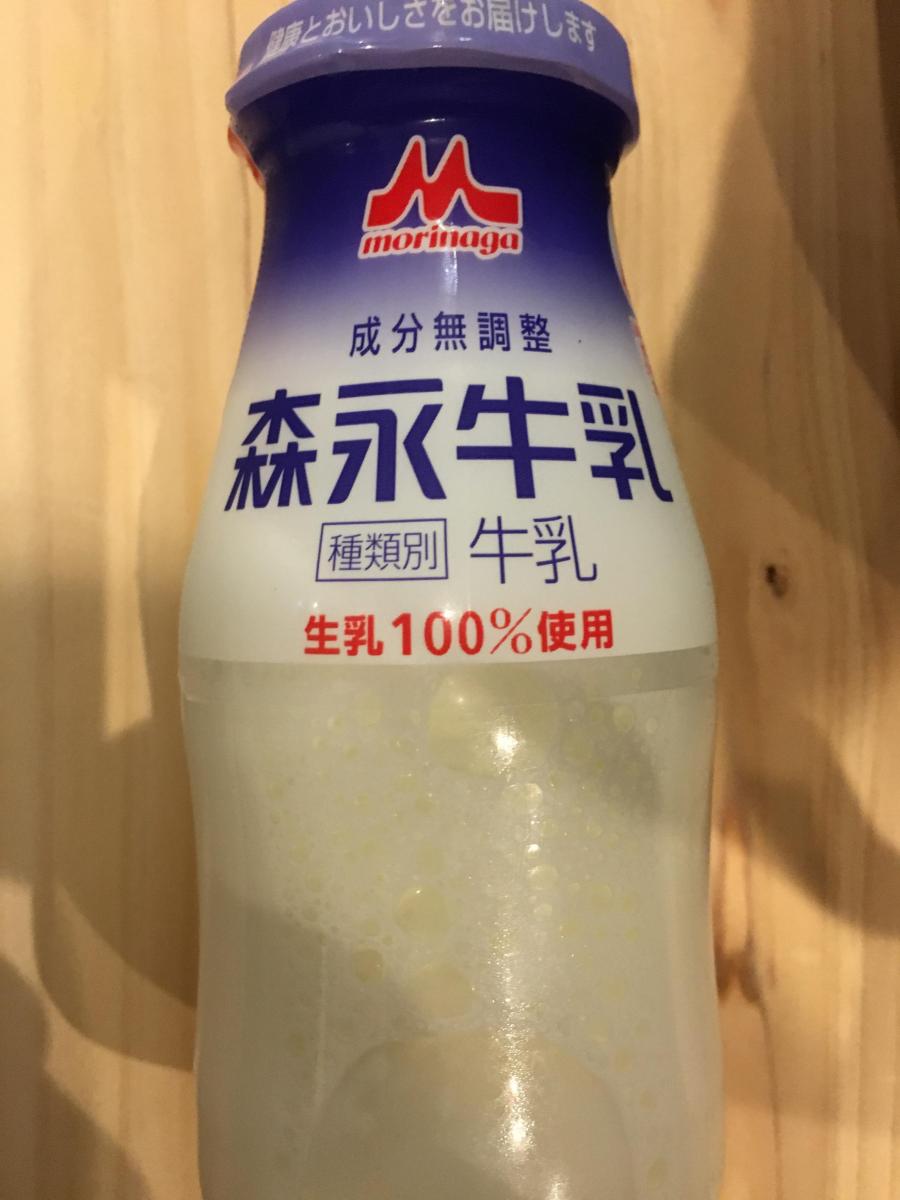 健康とおいしさをお届けします
morinaga
成分無調整
森永牛乳
種類別 牛乳
生乳100%使用